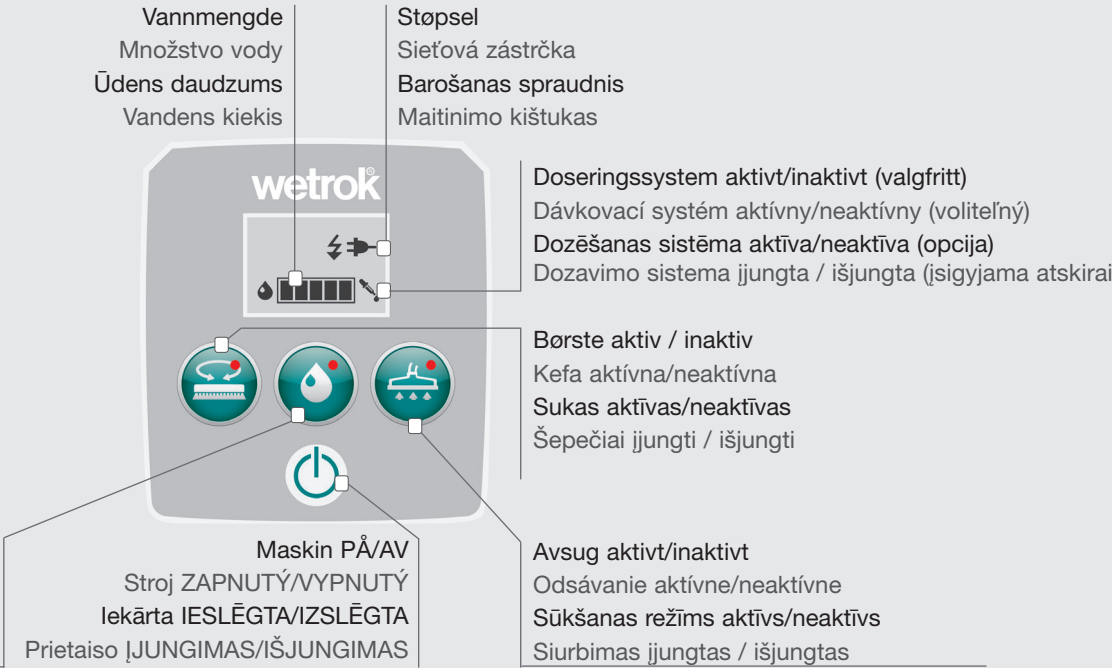 Vannmengde
Množstvo vody
Ūdens daudzums
Vandens kiekis
Støpsel
Sieťová zástrčka
Barošanas spraudnis
Maitinimo kištukas
wetrok®
Doseringssystem aktivt/inaktivt (valgfritt)
Dávkovací systém aktívny/neaktívny (voliteľný)
Dozēšanas sistēma aktīva/neaktīva (opcija)
Dozavimo sistema įjungta / išjungta (įsigyjama atskirai
Børste aktiv / inaktiv
Kefa aktívna/neaktívna
Sukas aktīvas/neaktīvas
Šepečiai įjungti / išjungti
Maskin PÅ/AV
Stroj ZAPNUTÝ/VYPNUTÝ
Iekārta IESLĒGTA/IZSLĒGTA
Prietaiso ĮJUNGIMAS/IŠJUNGIMAS
Avsug aktivt/inaktivt
Odsávanie aktívne/neaktívne
Sūkšanas režīms aktīvs/neaktīvs
Siurbimas įjungtas / išjungtas